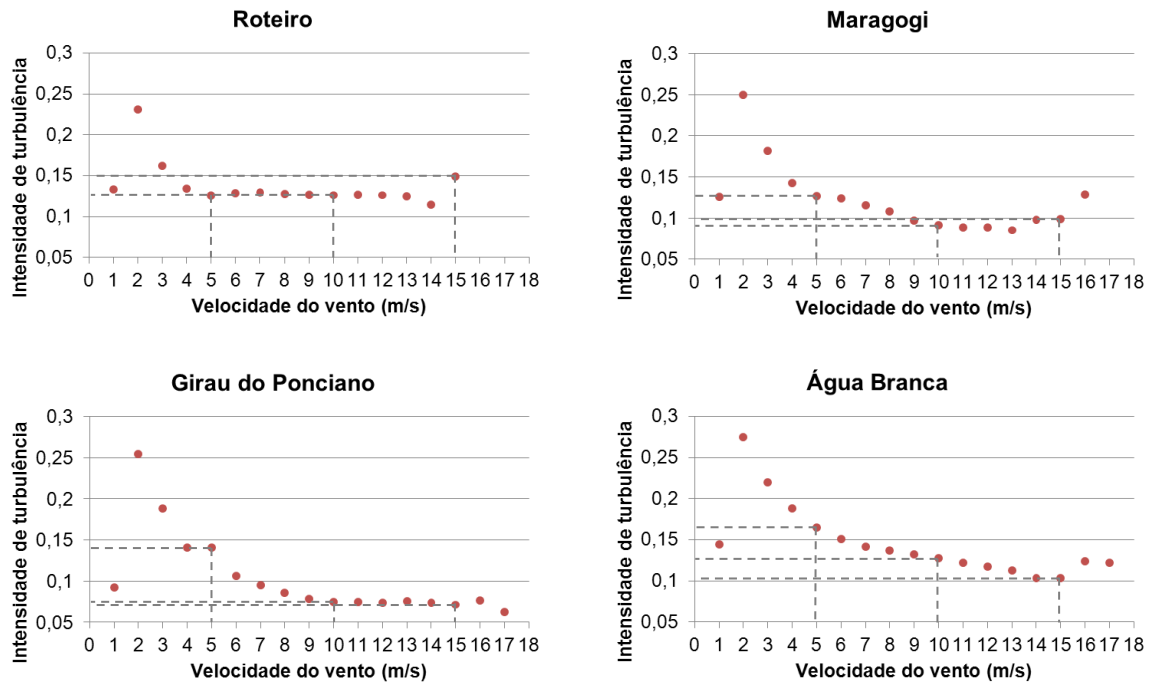 Roteiro
Intensidade de turbulência
0,3
0,25
0,2
0,15
0,1
0,05
0 1 2 3 4 5 6 7 8 9 10 11 12 13 14 15 16 17 18
Velocidade do vento (m/s)
Maragogi
Intensidade de turbulência
0,3
0,25
0,2
0,15
0,1
0,05
0 1 2 3 4 5 6 7 8 9 10 11 12 13 14 15 16 17 18
Velocidade do vento (m/s)
Girau do Ponciano
Intensidade de turbulência
0,3
0,25
0,2
0,15
0,1
0,05
0 1 2 3 4 5 6 7 8 9 10 11 12 13 14 15 16 17 18
Velocidade do vento (m/s)
Água Branca
Intensidade de turbulência
0,3
0,25
0,2
0,15
0,1
0,05
0 1 2 3 4 5 6 7 8 9 10 11 12 13 14 15 16 17 18
Velocidade do vento (m/s)